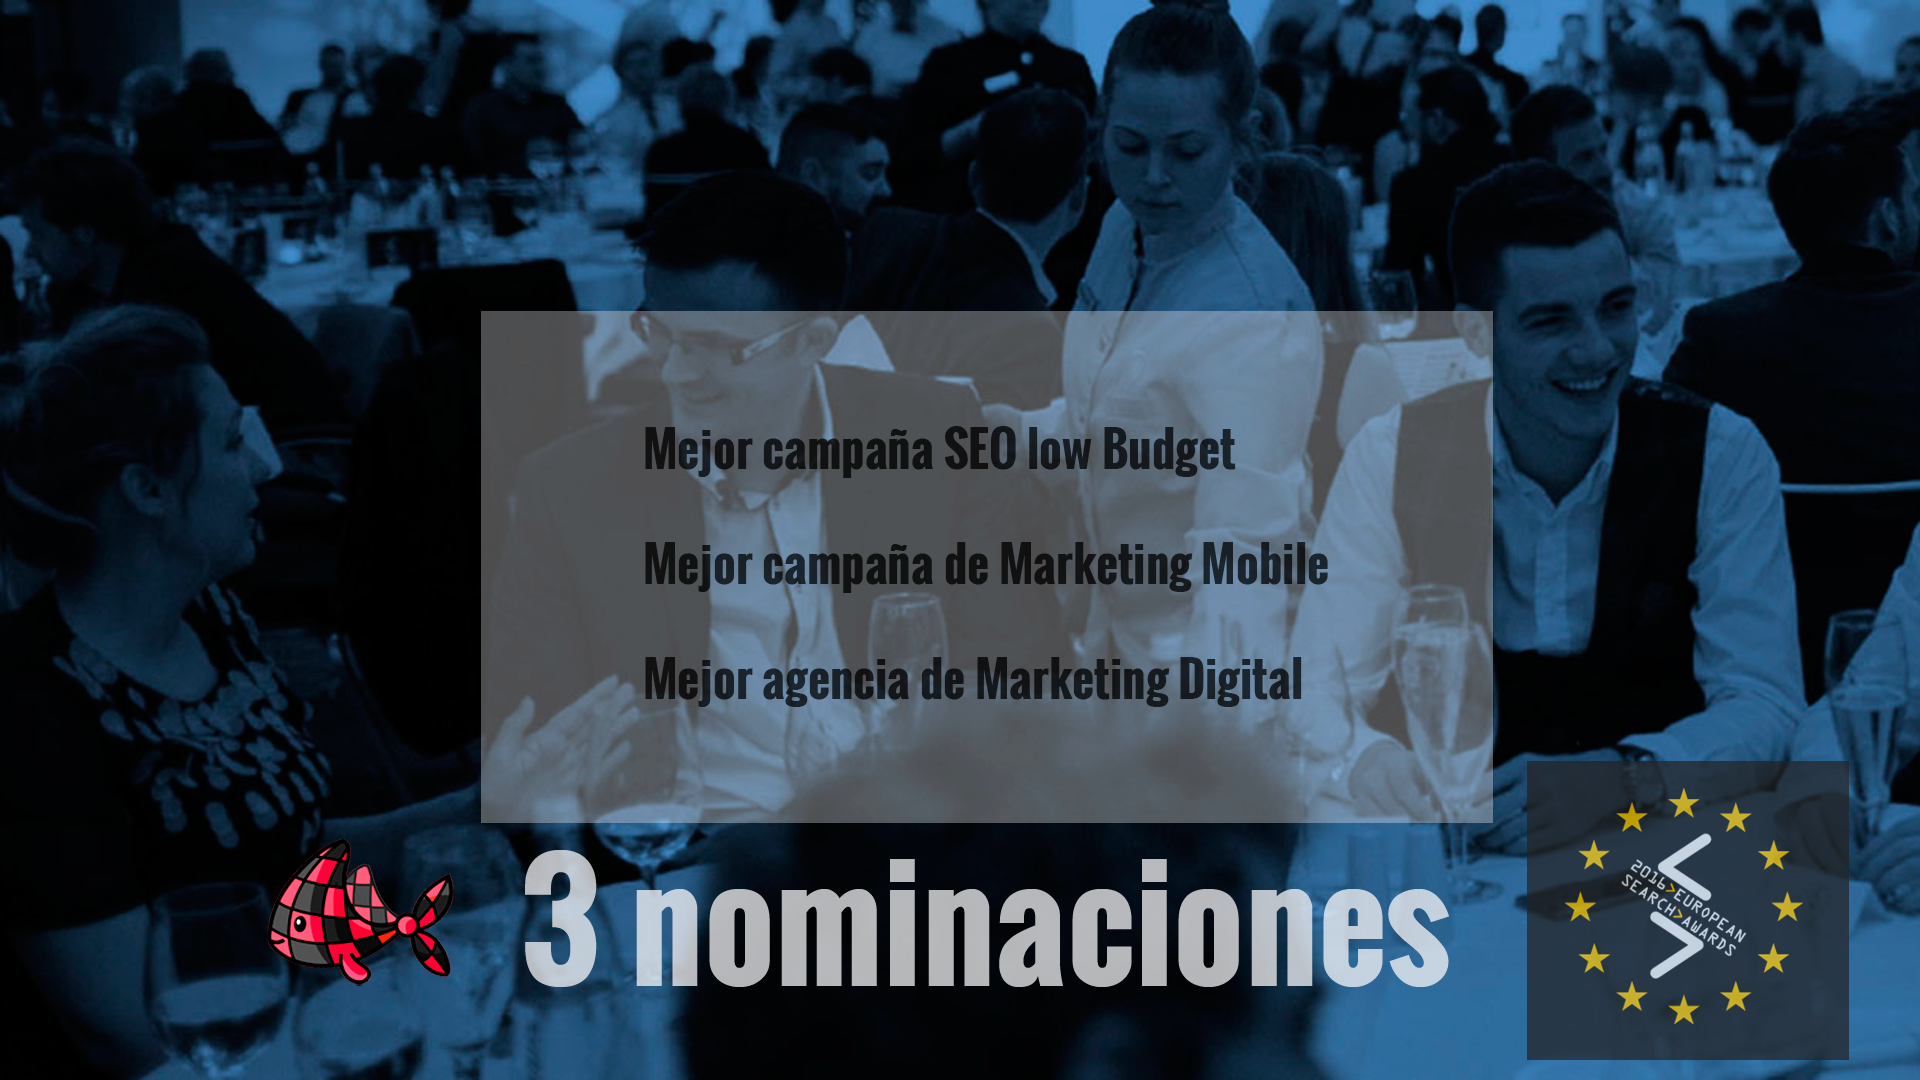 Mejor campaña SEO low Budget
Mejor campaña de Marketing Mobile
Mejor agencia de Marketing Digital
3 nominaciones
2016>EUROPEAN
SEARCH>AWARDS